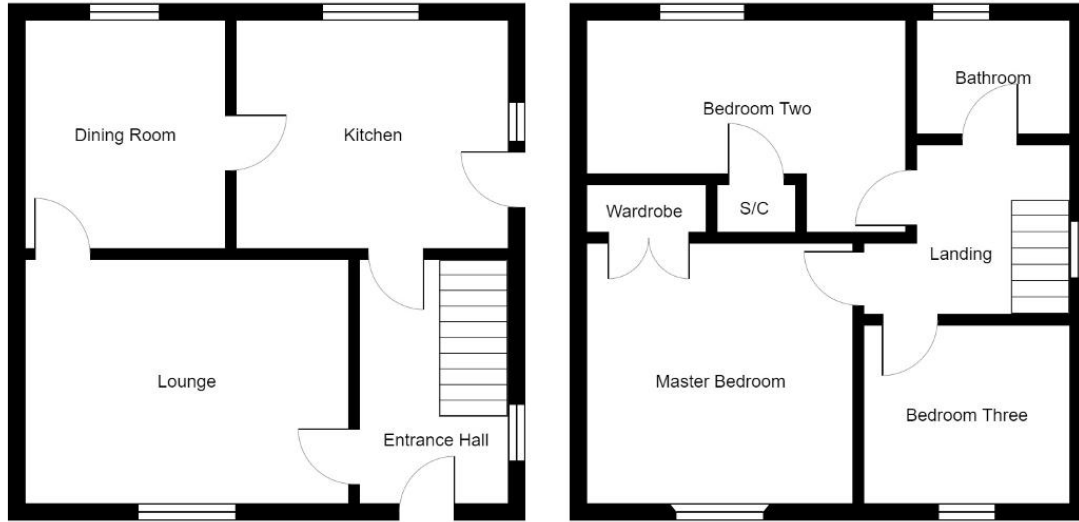 Dining Room
Kitchen
Lounge
Entrance Hall
Bedroom Two
Bathroom
Wardrobe
S/C
Landing
Master Bedroom
Bedroom Three